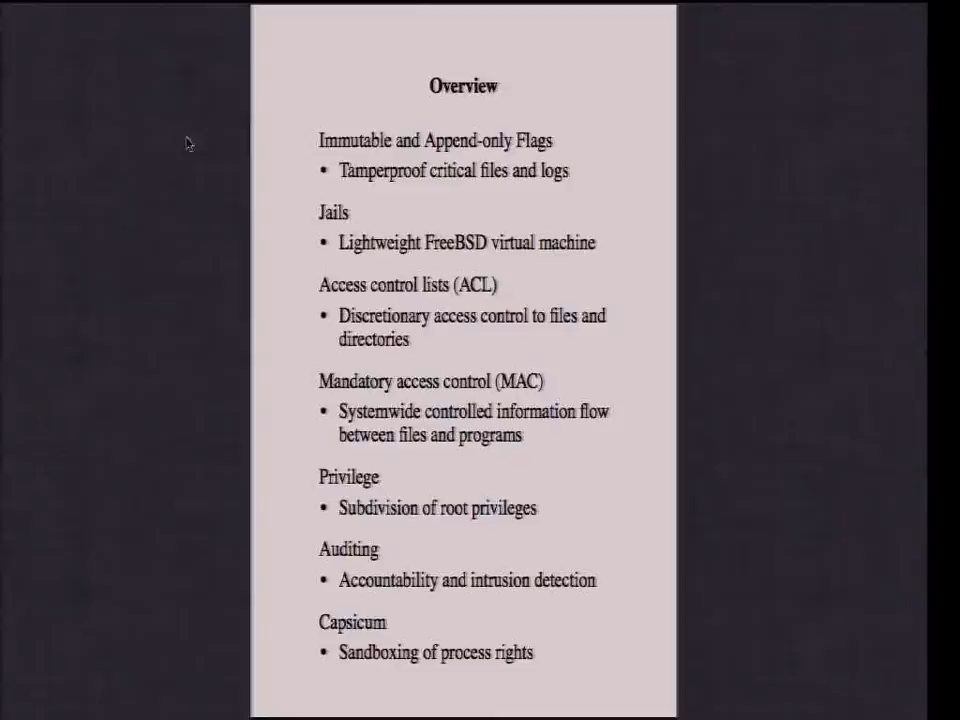 Overview
Immutable and Append-only Flags
• Tamperproof critical files and logs
Jails
• Lightweight FreeBSD virtual machine
Access control lists (ACL)
• Discretionary access control to files and
directories
Mandatory access control (MAC)
• Systemwide controlled information flow
between files and programs
Privilege
• Subdivision of root privileges
Auditing
• Accountability and intrusion detection
Capsicum
• Sandboxing of process rights